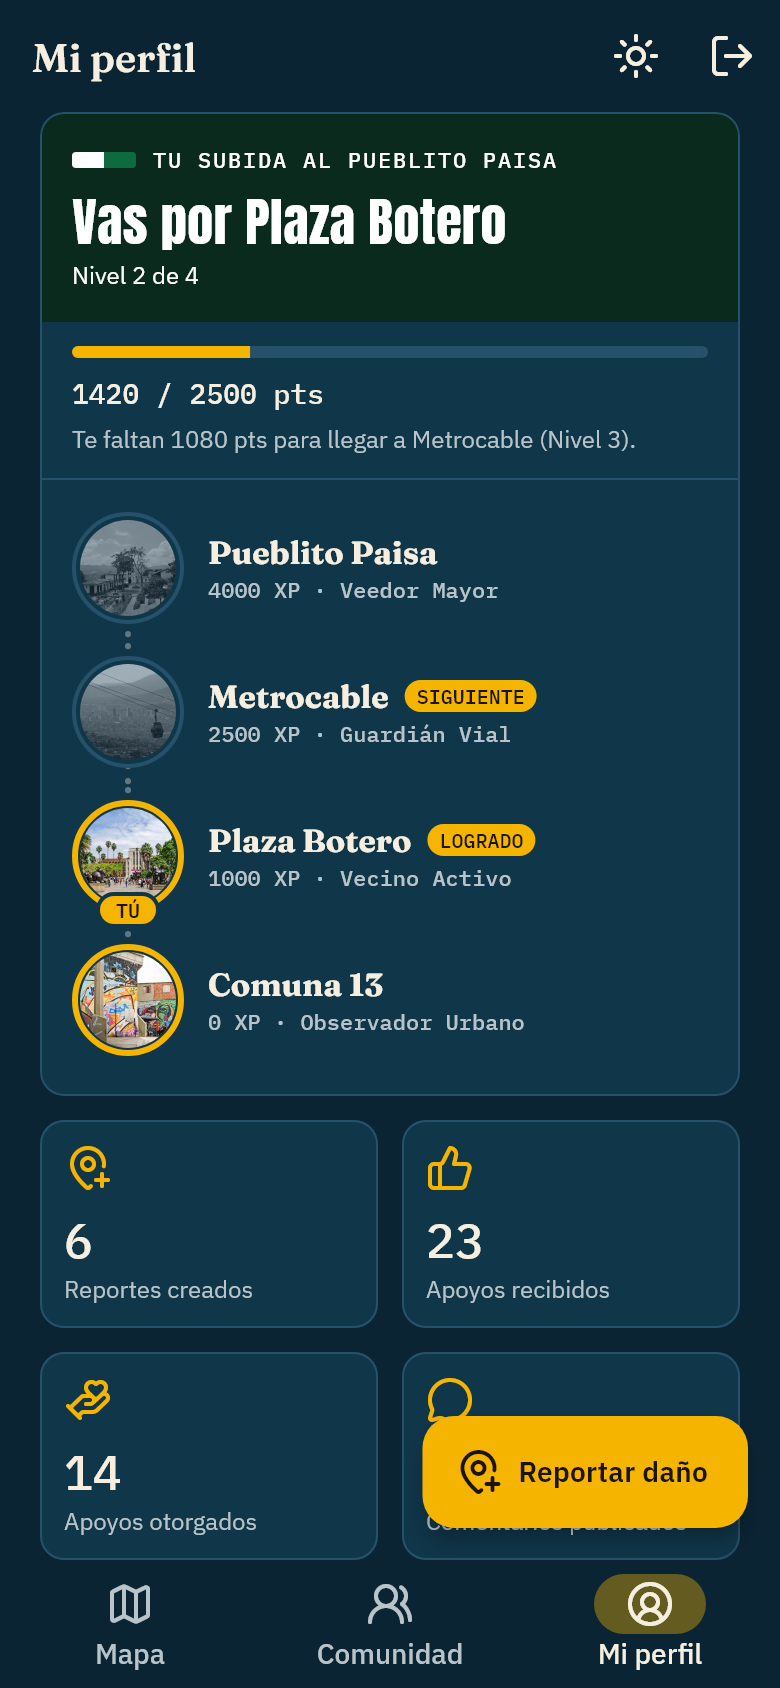 Mi perfil
TU SUBIDA AL PUEBLITO PAISA
Vas por Plaza Botero
Nivel 2 de 4
1420 / 2500 pts
Te faltan 1080 pts para llegar a Metrocable (Nivel 3).
Pueblito Paisa
4000 XP · Veedor Mayor
Metrocable SIGUIENTE
2500 XP · Guardián Vial
Plaza Botero LOGRADO
1000 XP · Vecino Activo
TÚ
Comuna 13
0 XP · Observador Urbano
6
Reportes creados
23
Apoyos recibidos
14
Apoyos otorgados
Reportar daño
Comentarios publicados
Mapa
Comunidad
Mi perfil